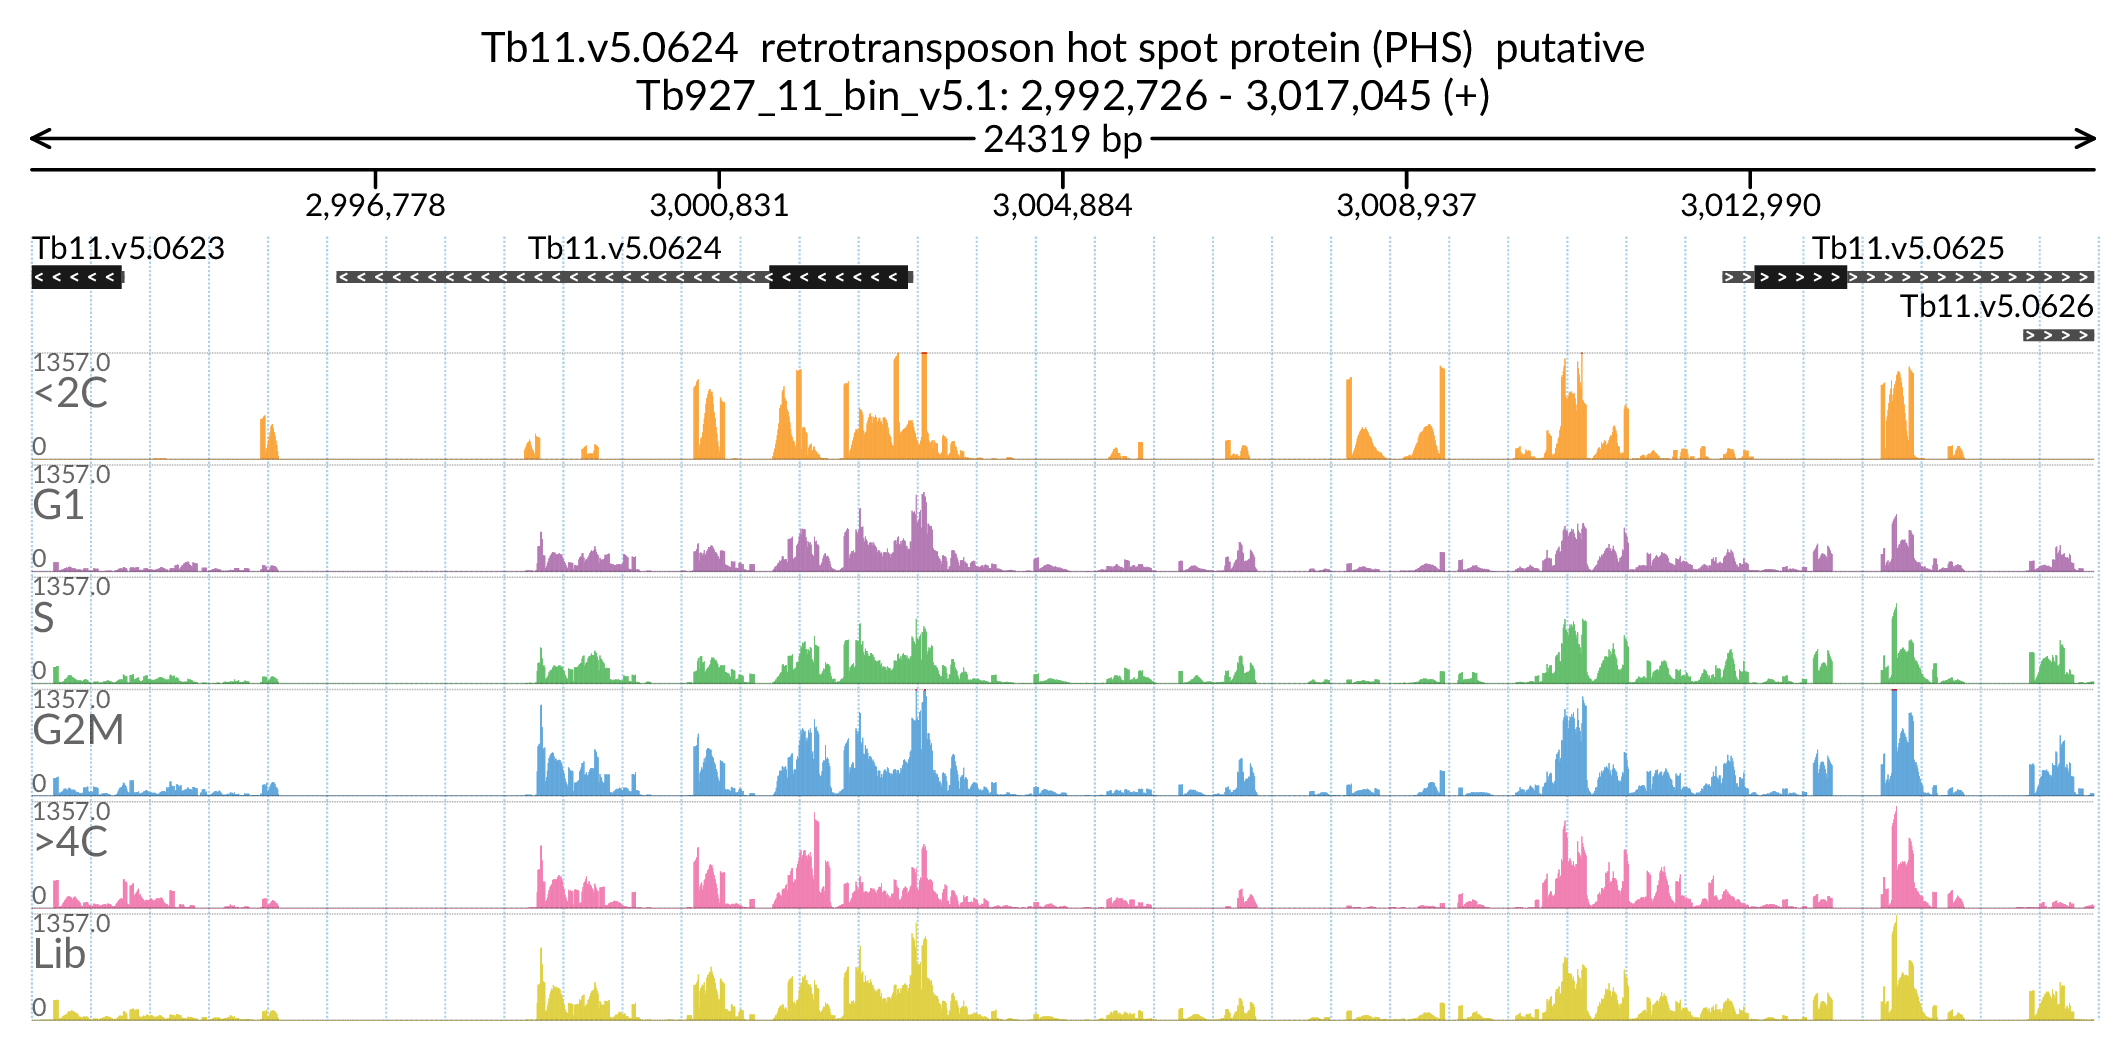 Tb11.v5.0624 retrotransposon hot spot protein (PHS) putative
Tb927_11_bin_v5.1: 2,992,726 - 3,017,045 (+)
24319 bp
2,996,778 3,000,831 3,004,884 3,008,937 3,012,990
Tb11.v5.0623 Tb11.v5.0624 Tb11.v5.0625
Tb11.v5.0626
1357.0
<2C
0
1357.0
G1
0
1357.0
S
0
1357.0
G2M
0
1357.0
>4C
0
1357.0
Lib
0